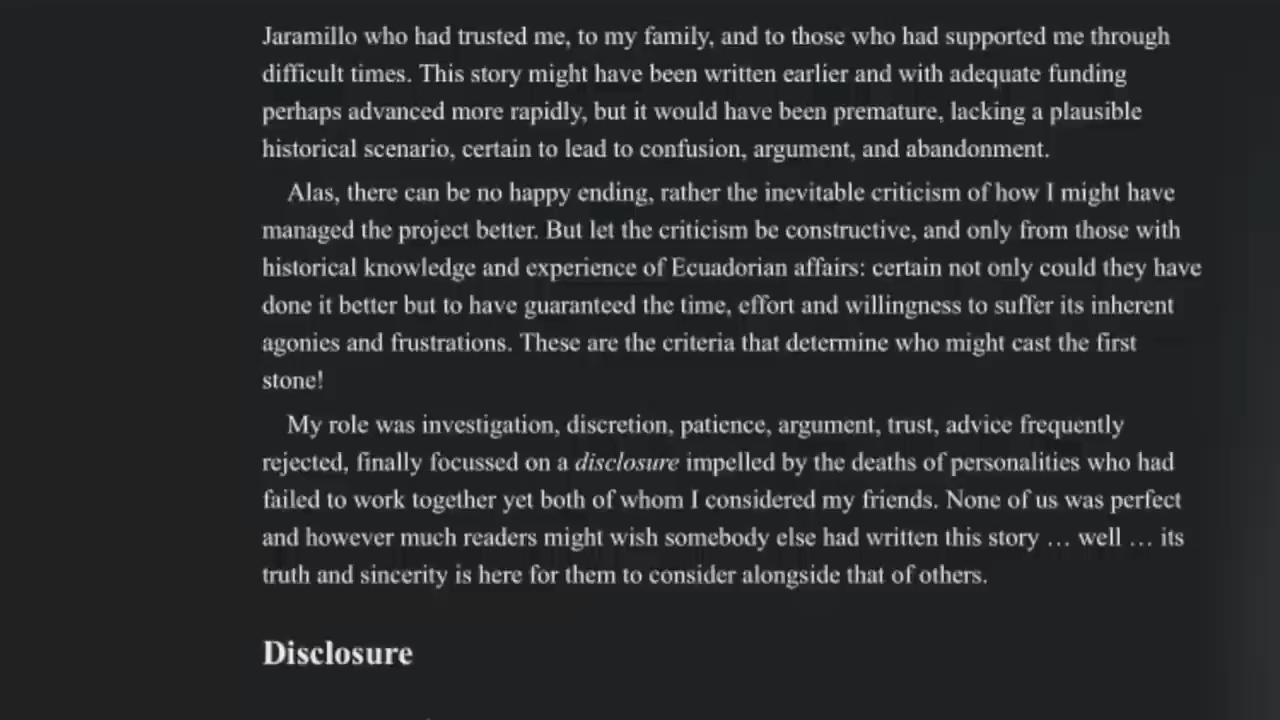 Jaramillo who had trusted me, to my family, and to those who had supported me through
difficult times. This story might have been written earlier and with adequate funding
perhaps advanced more rapidly, but it would have been premature, lacking a plausible
historical scenario, certain to lead to confusion, argument, and abandonment.
Alas, there can be no happy ending, rather the inevitable criticism of how I might have
managed the project better. But let the criticism be constructive, and only from those with
historical knowledge and experience of Ecuadorian affairs: certain not only could they have
done it better but to have guaranteed the time, effort and willingness to suffer its inherent
agonies and frustrations. These are the criteria that determine who might cast the first
stone!
My role was investigation, discretion, patience, argument, trust, advice frequently
rejected, finally focussed on a disclosure impelled by the deaths of personalities who had
failed to work together yet both of whom I considered my friends. None of us was perfect
and however much readers might wish somebody else had written this story … well … its
truth and sincerity is here for them to consider alongside that of others.
Disclosure